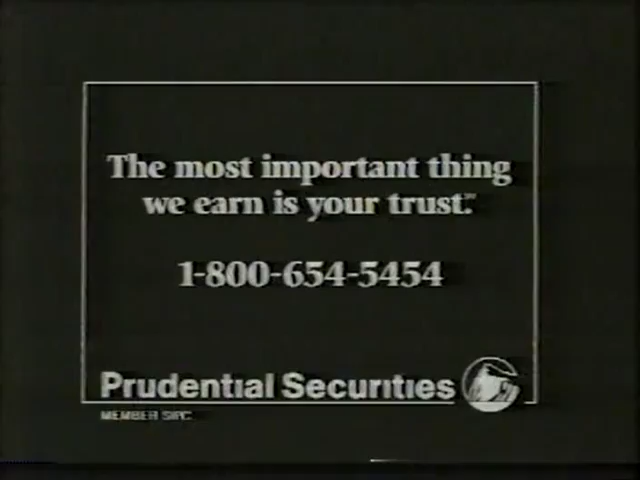 The most important thing
we earn is your trust.℠
1-800-654-5454
Prudential Securities
MEMBER SIPC